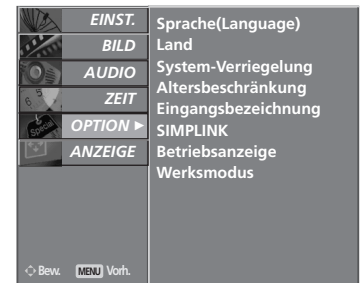 EINST.
BILD
AUDIO
ZEIT
OPTION ►
ANZEIGE
Sprache(Language)
Land
System-Verriegelung
Altersbeschränkung
Eingangsbezeichnung
SIMPLINK
Betriebsanzeige
Werksmodus
Bew. MENU Vorh.